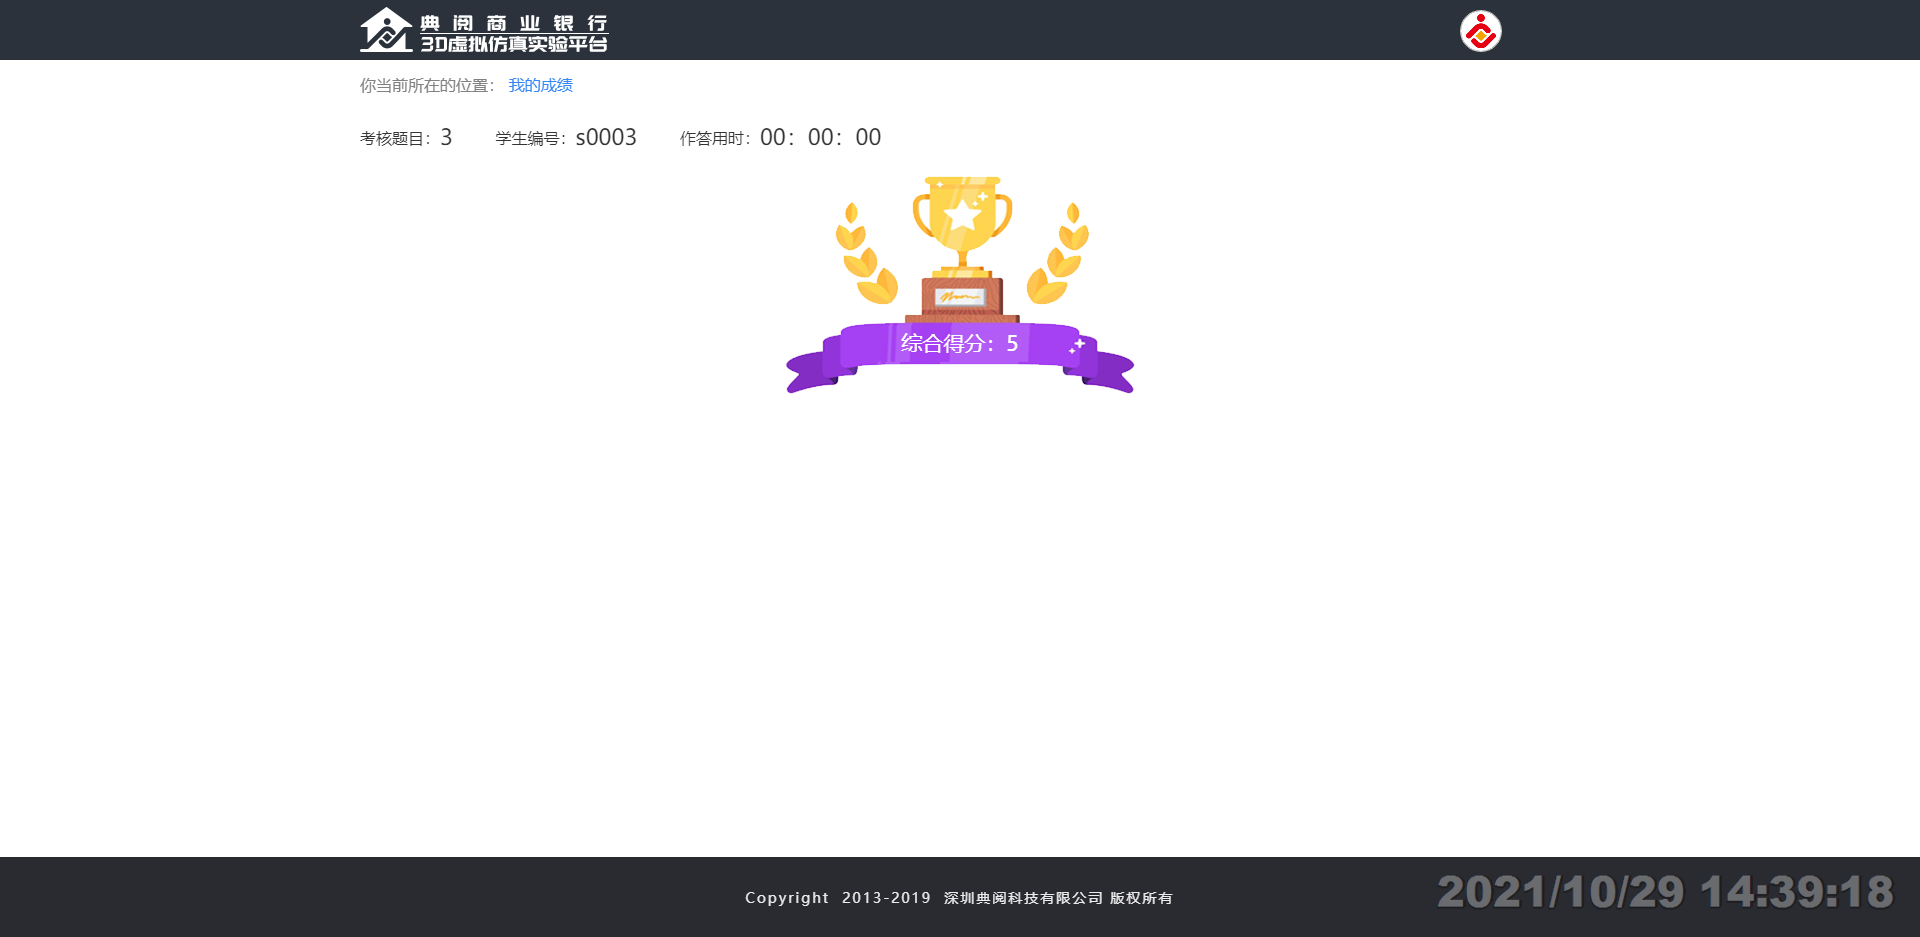 典阅商业银行
3D虚拟仿真实验平台
你当前所在的位置： 我的成绩
考核题目：3 学生编号：s0003 作答用时：00：00：00
综合得分：5
Copyright 2013-2019 深圳典阅科技有限公司 版权所有
2021/10/29 14:39:18